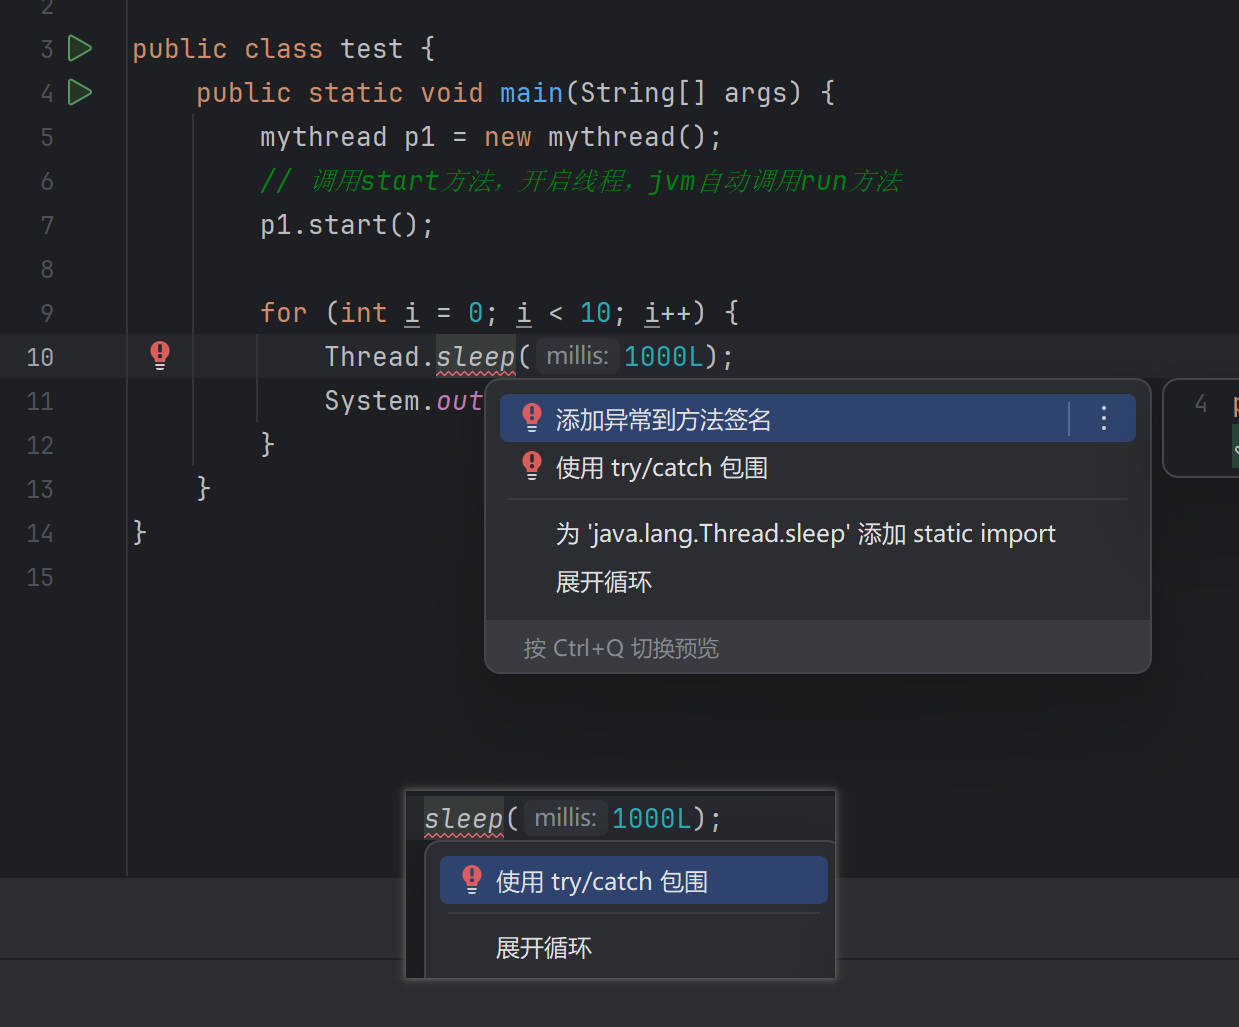 2
3 public class test {
4 public static void main(String[] args) {
5 mythread p1 = new mythread();
6 // 调用start方法，开启线程，jvm自动调用run方法
7 p1.start();
8
9 for (int i = 0; i < 10; i++) {
10 Thread.sleep( millis: 1000L);
11 System.out
添加异常到方法签名
4 p
使用 try/catch 包围
12 }
13 }
为 'java.lang.Thread.sleep' 添加 static import
14 }
15
展开循环
按 Ctrl+Q 切换预览
sleep( millis: 1000L);
使用 try/catch 包围
展开循环